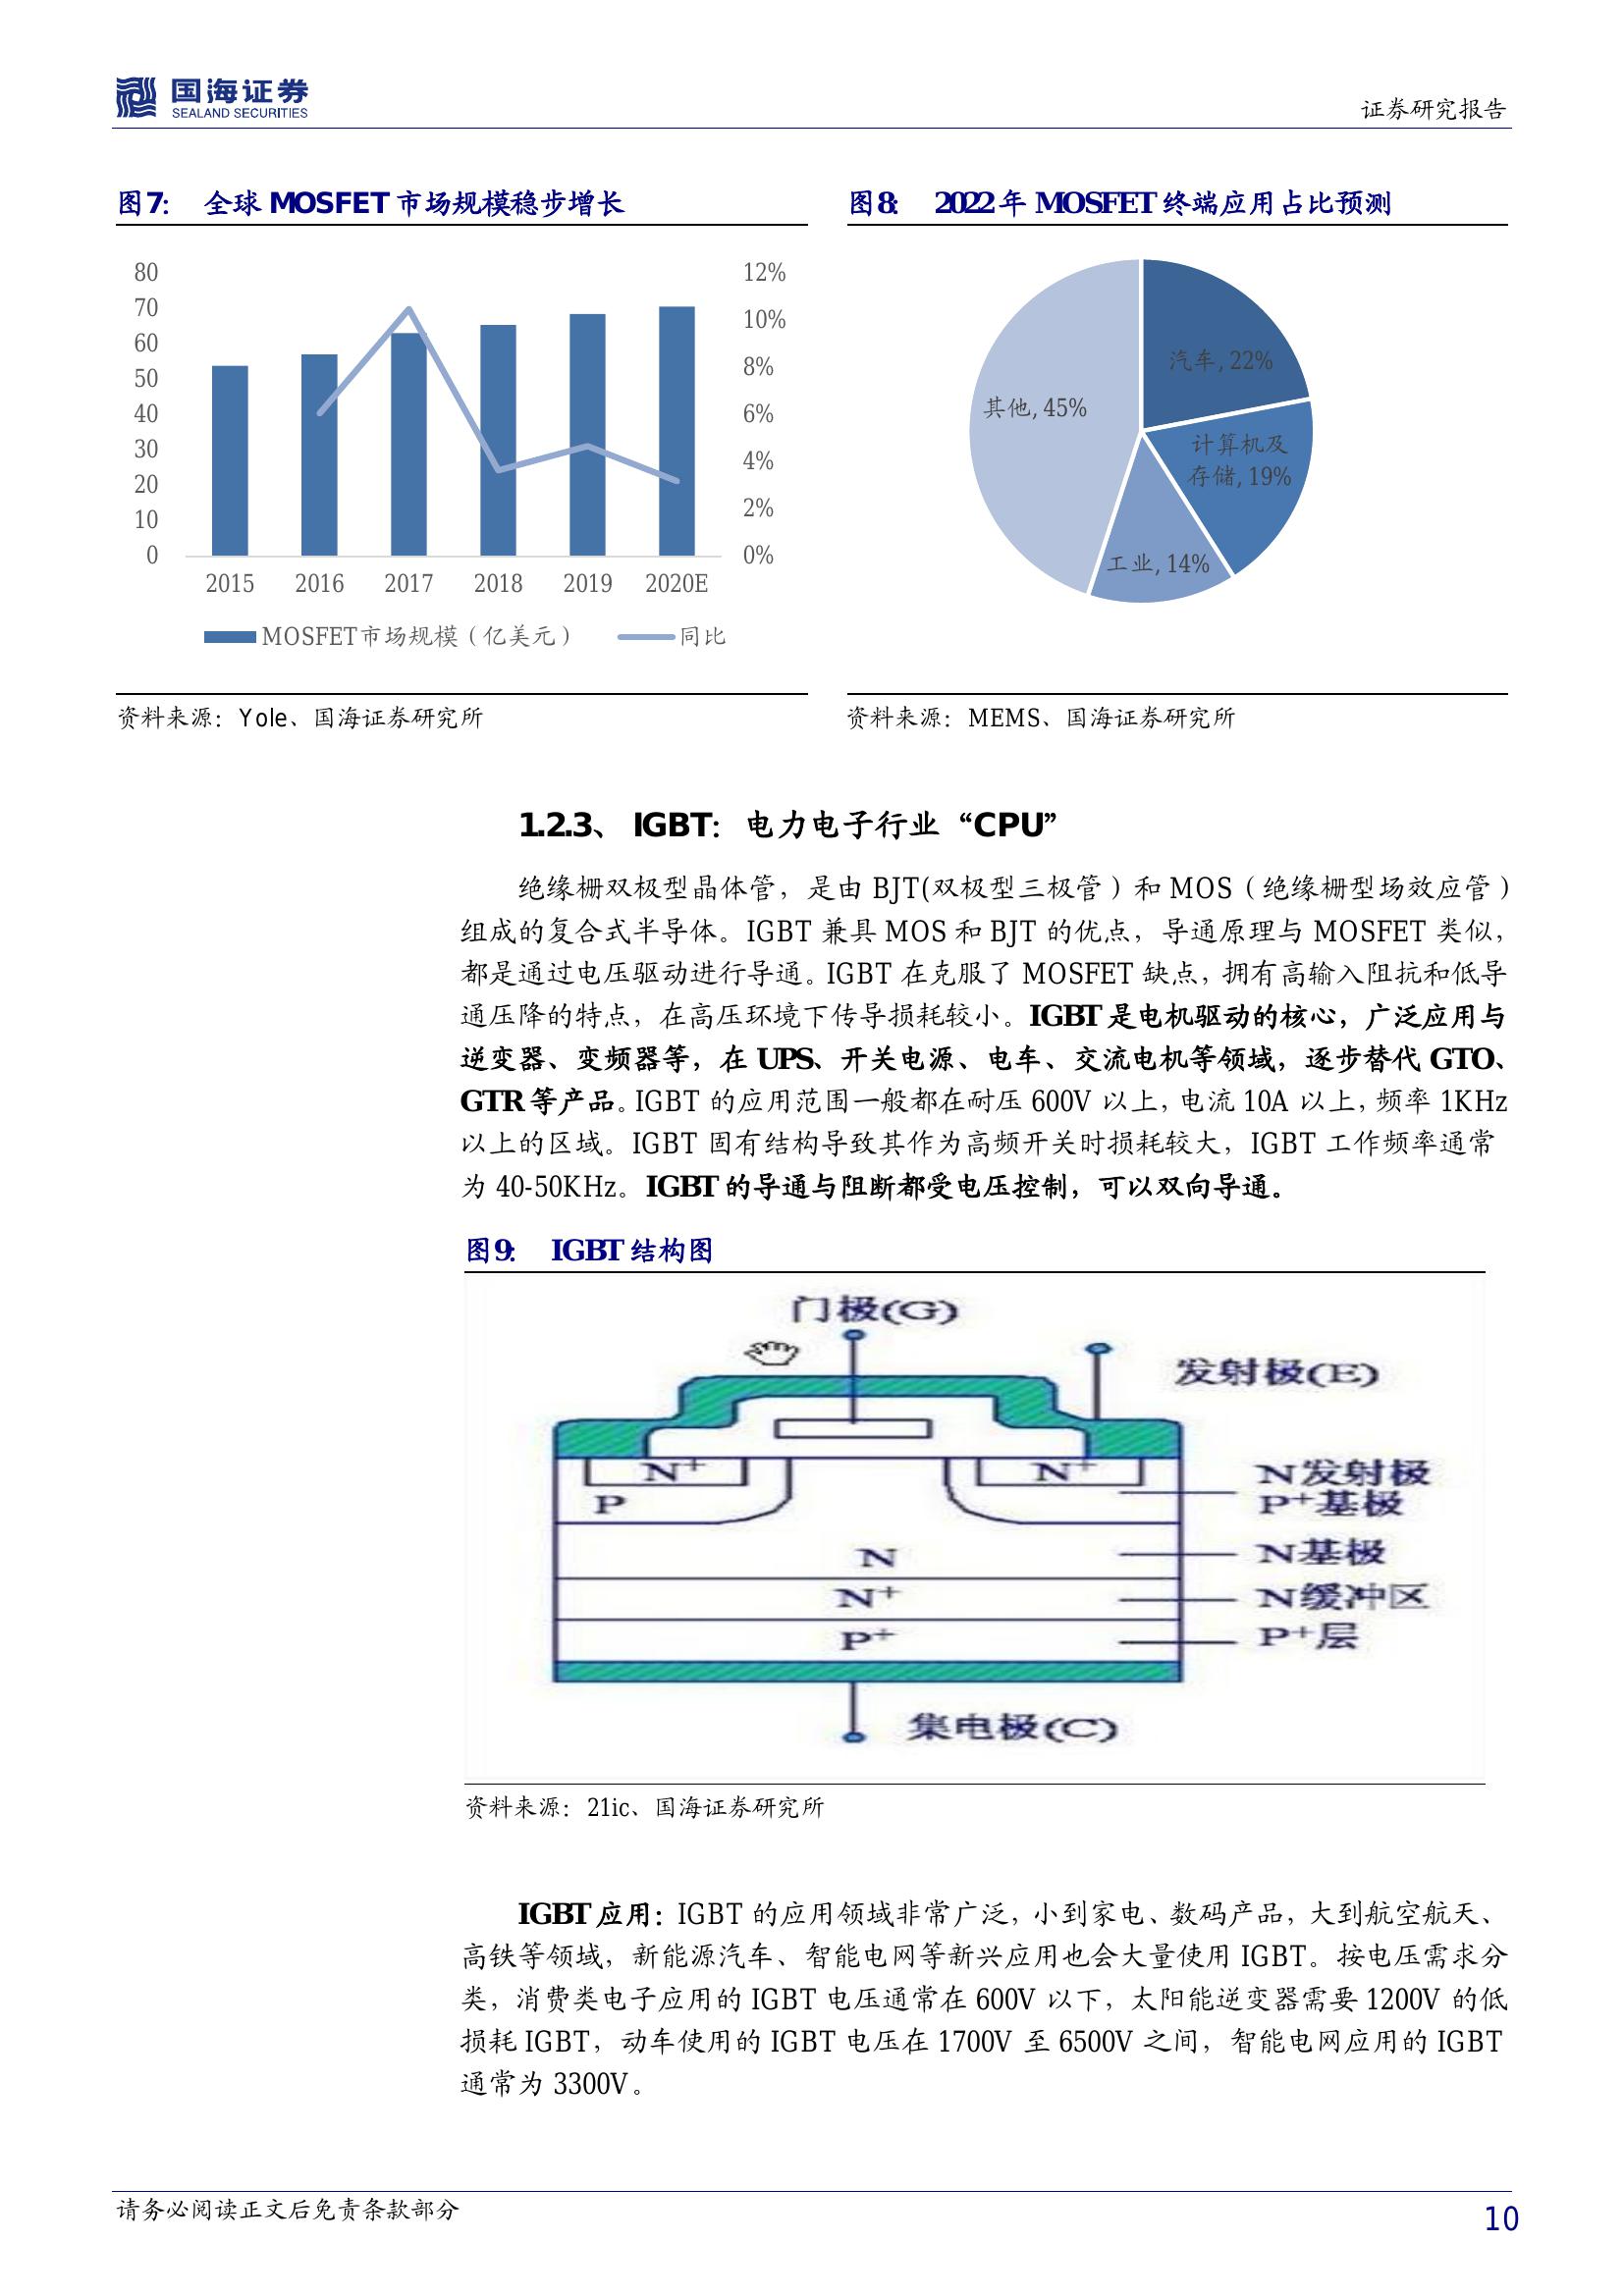 国海证券
SEALAND SECURITIES
证券研究报告
图7: 全球 MOSFET 市场规模稳步增长
80
70
60
50
40
30
20
10
0
12%
10%
8%
6%
4%
2%
0%
2015 2016 2017 2018 2019 2020E
MOSFET市场规模（亿美元） 同比
资料来源：Yole、国海证券研究所
图8: 2022年 MOSFET 终端应用占比预测
汽车, 22%
其他, 45%
计算机及
存储, 19%
工业, 14%
资料来源：MEMS、国海证券研究所
1.2.3、 IGBT：电力电子行业“CPU”
绝缘栅双极型晶体管，是由 BJT(双极型三极管）和 MOS（绝缘栅型场效应管）
组成的复合式半导体。IGBT 兼具 MOS 和 BJT 的优点，导通原理与 MOSFET 类似，
都是通过电压驱动进行导通。IGBT 在克服了 MOSFET 缺点，拥有高输入阻抗和低导
通压降的特点，在高压环境下传导损耗较小。IGBT 是电机驱动的核心，广泛应用与
逆变器、变频器等，在 UPS、开关电源、电车、交流电机等领域，逐步替代 GTO、
GTR 等产品。IGBT 的应用范围一般都在耐压 600V 以上，电流 10A 以上，频率 1KHz
以上的区域。IGBT 固有结构导致其作为高频开关时损耗较大，IGBT 工作频率通常
为 40-50KHz。IGBT 的导通与阻断都受电压控制，可以双向导通。
图9: IGBT 结构图
门极(G)
发射极(E)
N+ N+
P
N发射极
P+基极
N
N基极
N+
N缓冲区
P+
P+层
集电极(C)
资料来源：21ic、国海证券研究所
IGBT 应用：IGBT 的应用领域非常广泛，小到家电、数码产品，大到航空航天、
高铁等领域，新能源汽车、智能电网等新兴应用也会大量使用 IGBT。按电压需求分
类，消费类电子应用的 IGBT 电压通常在 600V 以下，太阳能逆变器需要 1200V 的低
损耗 IGBT，动车使用的 IGBT 电压在 1700V 至 6500V 之间，智能电网应用的 IGBT
通常为 3300V。
请务必阅读正文后免责条款部分
10